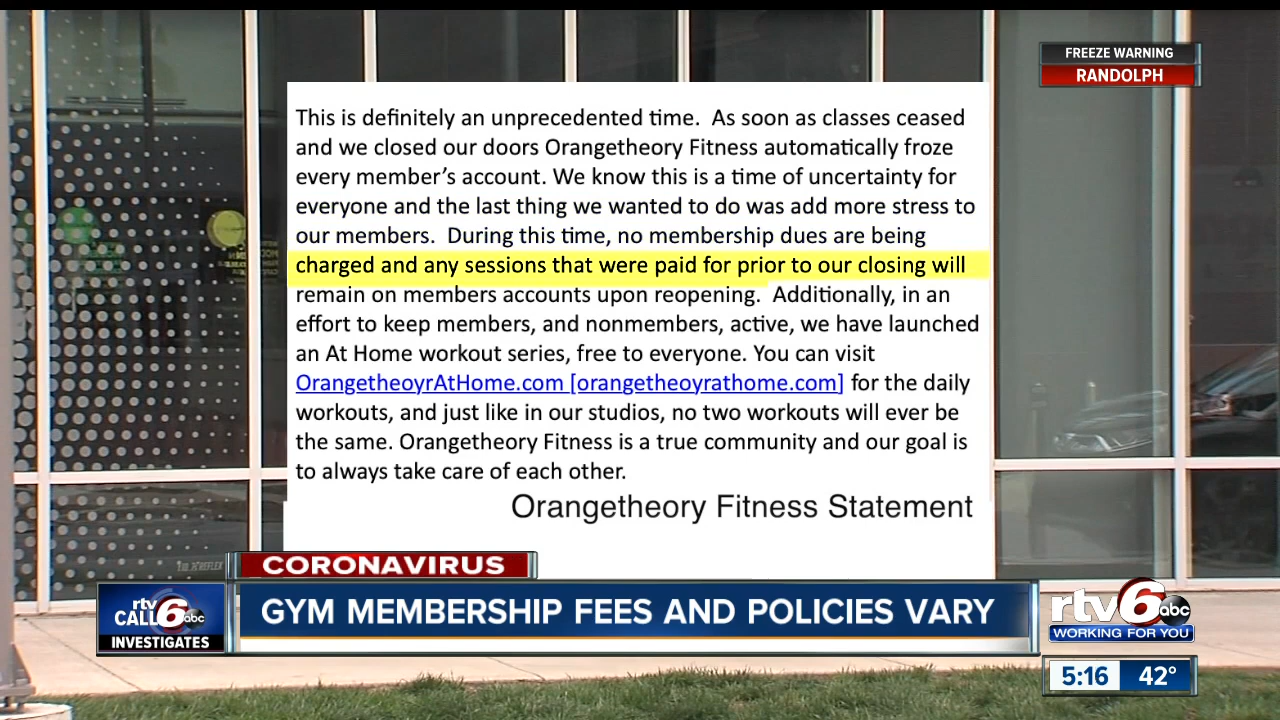 FREEZE WARNING
RANDOLPH
This is definitely an unprecedented time.  As soon as classes ceased
and we closed our doors Orangetheory Fitness automatically froze
every member's account. We know this is a time of uncertainty for
everyone and the last thing we wanted to do was add more stress to
our members.  During this time, no membership dues are being
charged and any sessions that were paid for prior to our closing will
remain on members accounts upon reopening.  Additionally, in an
effort to keep members, and nonmembers, active, we have launched
an At Home workout series, free to everyone. You can visit
OrangetheoyrAtHome.com [orangetheoyrathome.com] for the daily
workouts, and just like in our studios, no two workouts will ever be
the same. Orangetheory Fitness is a true community and our goal is
to always take care of each other.
Orangetheory Fitness Statement
CORONAVIRUS
rtv6 abc
CALL
INVESTIGATES
GYM MEMBERSHIP FEES AND POLICIES VARY
rtv6 abc
WORKING FOR YOU
5:16 42°